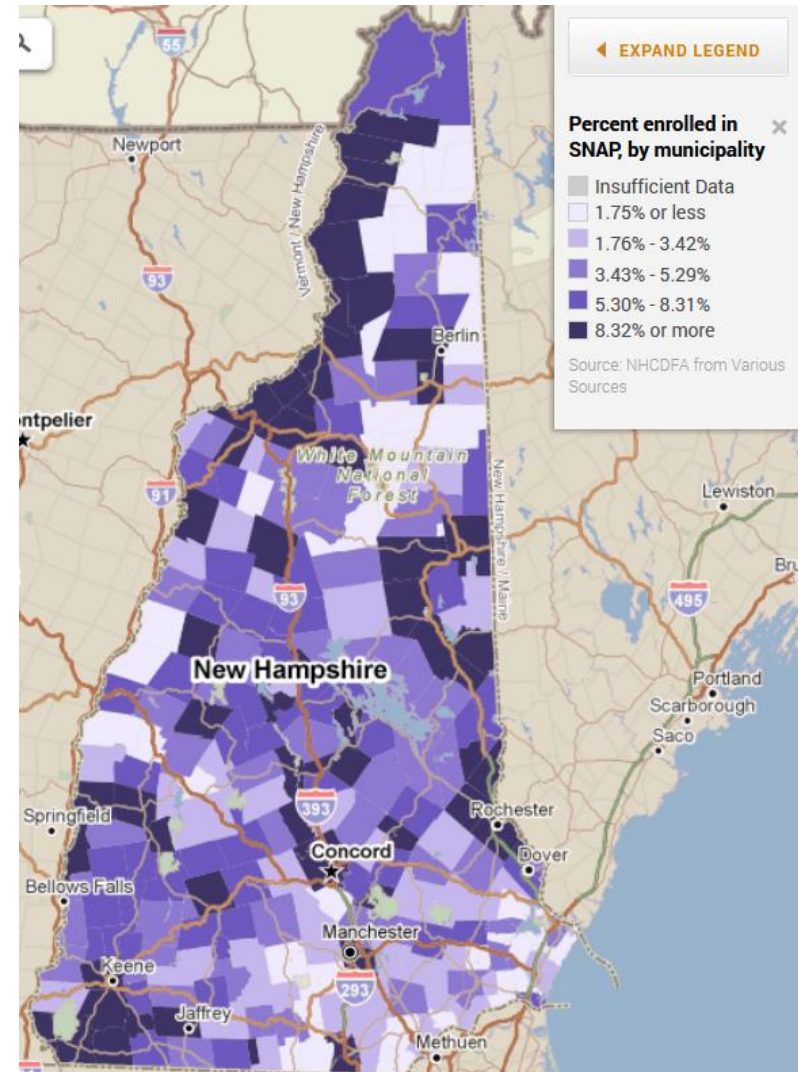 EXPAND LEGEND
Percent enrolled in
SNAP, by municipality
Insufficient Data
1.75% or less
1.76% - 3.42%
3.43% - 5.29%
5.30% - 8.31%
8.32% or more
Source: NHCDFA from Various
Sources
55
Newport
Vermont / New Hampshire
93
Berlin
ontpelier
White Mountain
National
Forest
91
New Hampshire / Maine
Lewiston
Bru
93
495
New Hampshire
Portland
Scarborough
Saco
Springfield
393
Rochester
Concord
Dover
Bellows Falls
Manchester
Keene
293
Jaffrey
Methuen